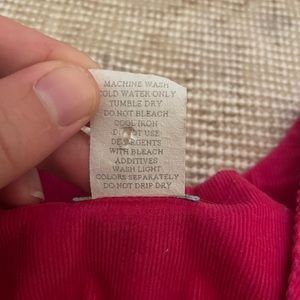 MACHINE WASH
COLD WATER ONLY
TUMBLE DRY
DO NOT BLEACH
COOL IRON
DO NOT USE
DETERGENTS
WITH BLEACH
ADDITIVES
WASH LIGHT
COLORS SEPARATELY
DO NOT DRIP DRY